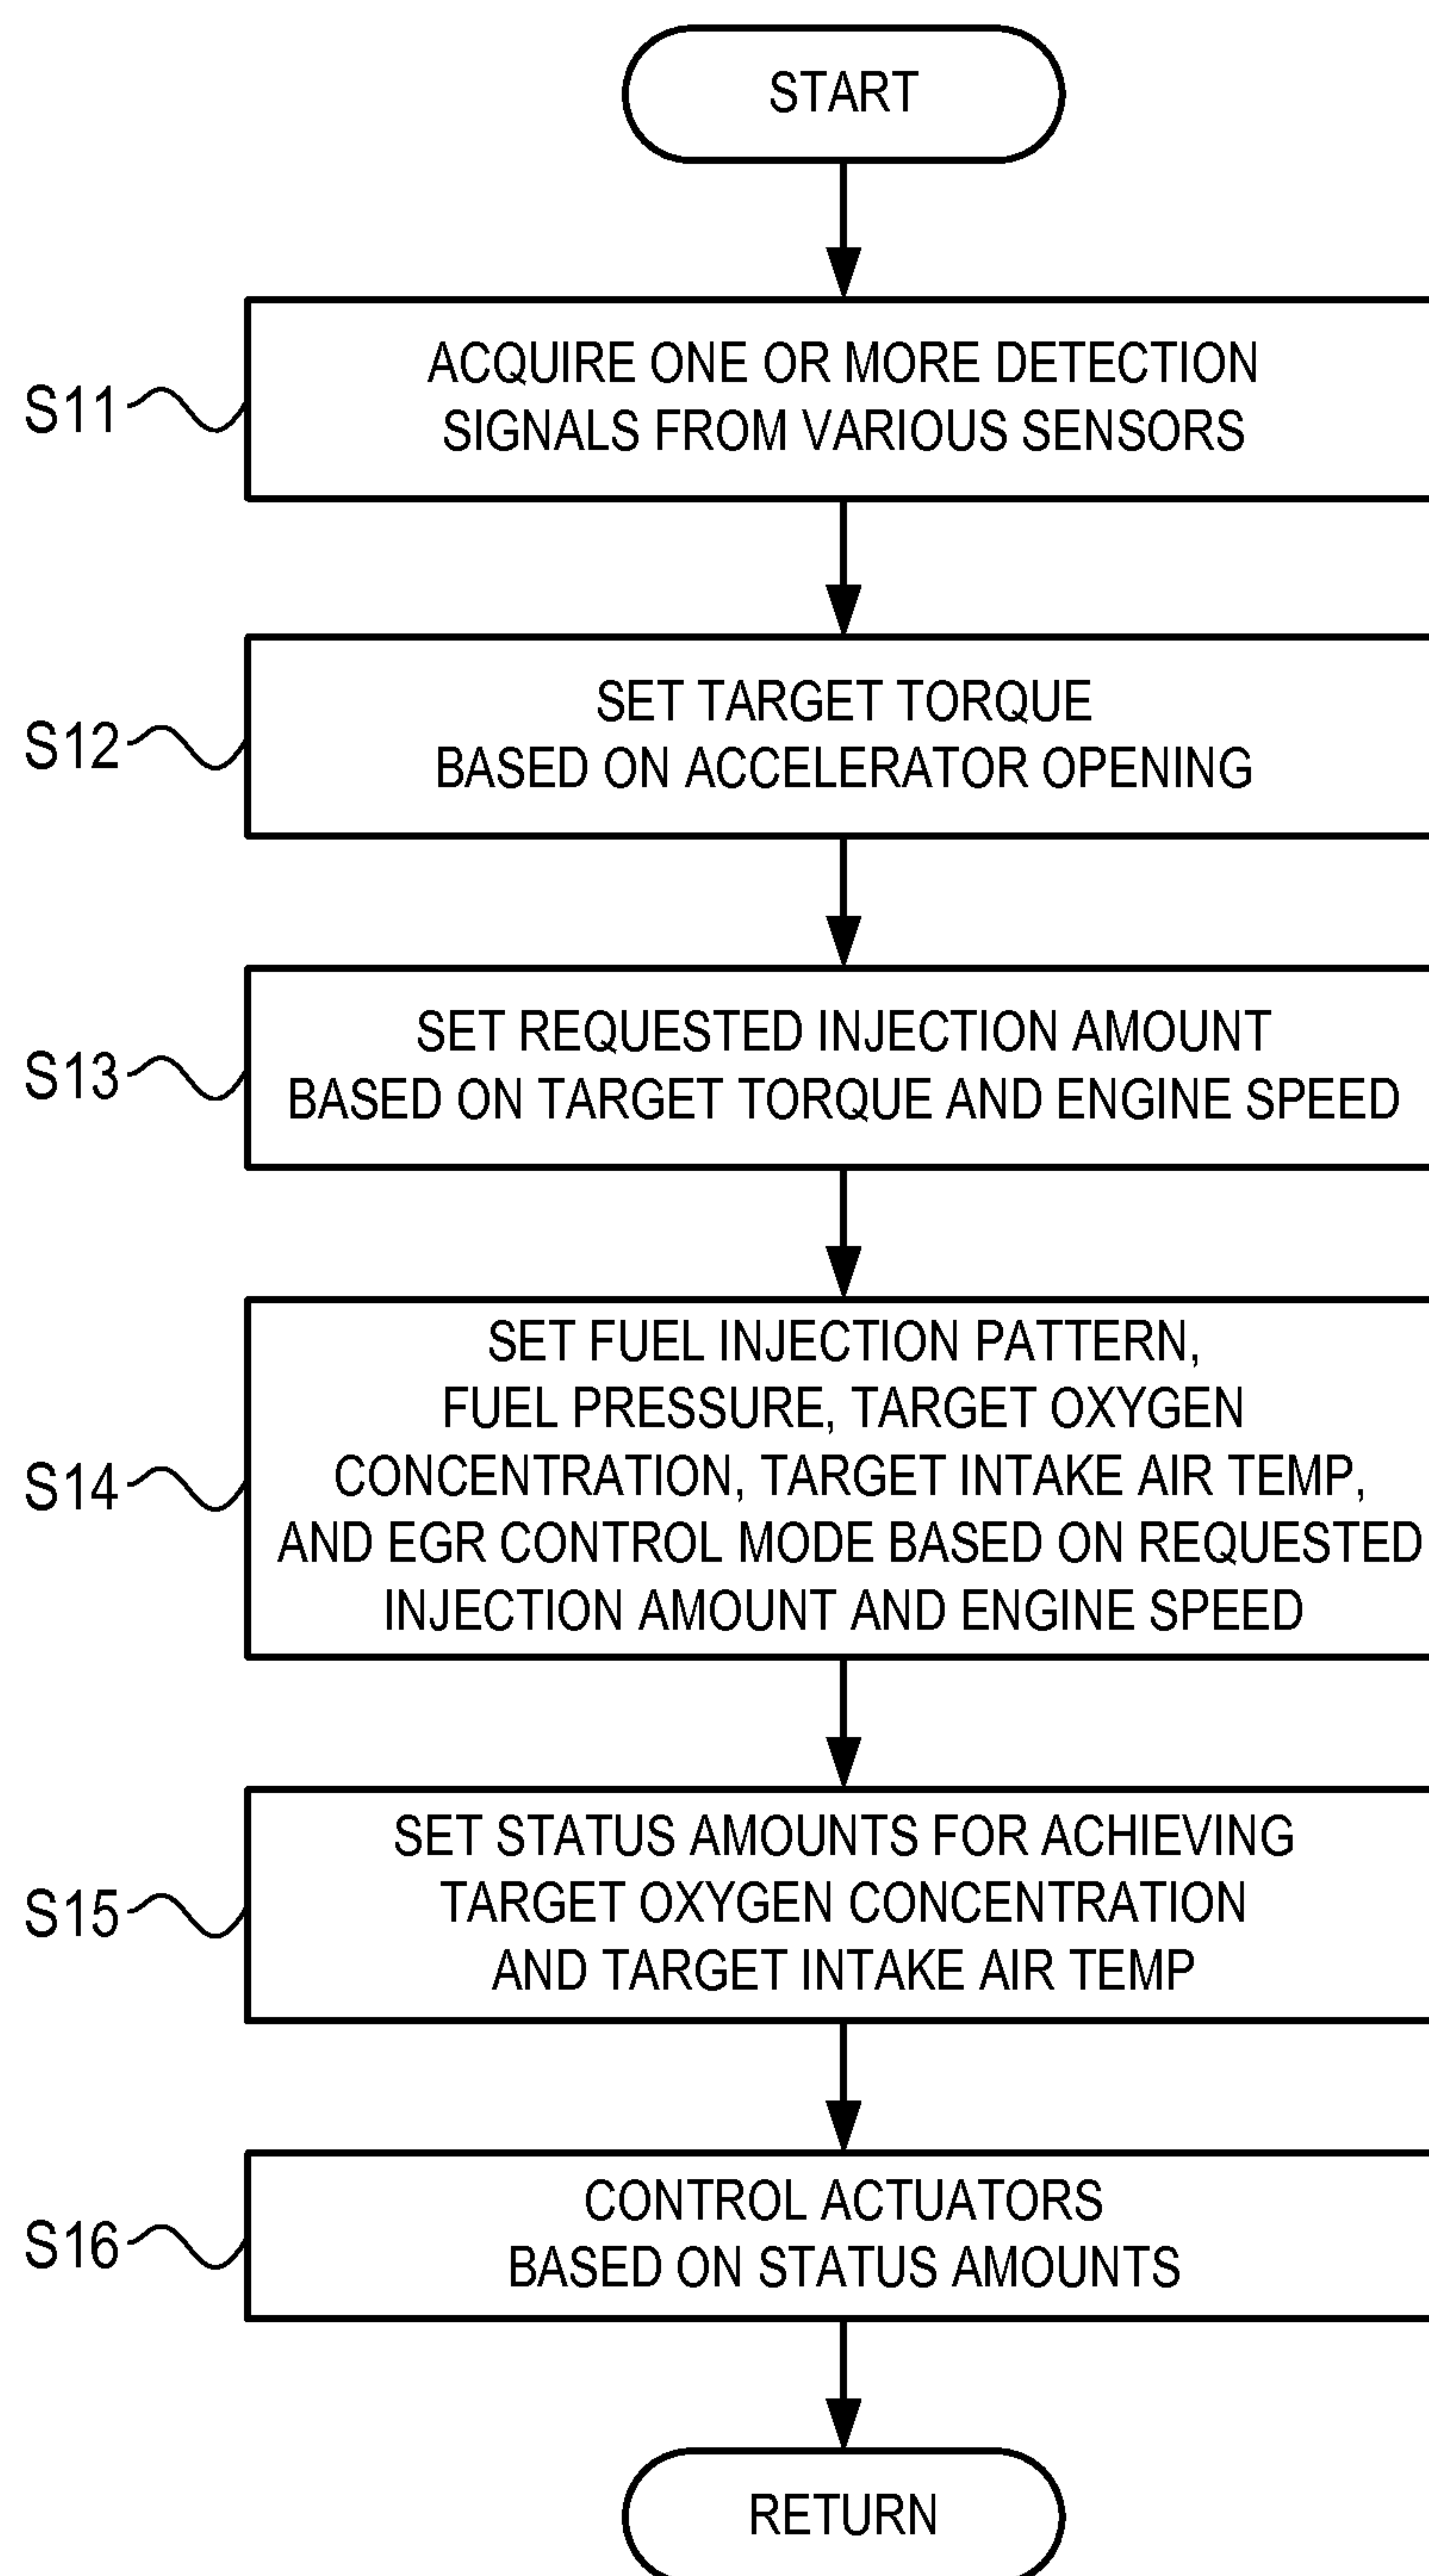 START
S11
ACQUIRE ONE OR MORE DETECTION
SIGNALS FROM VARIOUS SENSORS
S12
SET TARGET TORQUE
BASED ON ACCELERATOR OPENING
S13
SET REQUESTED INJECTION AMOUNT
BASED ON TARGET TORQUE AND ENGINE SPEED
S14
SET FUEL INJECTION PATTERN,
FUEL PRESSURE, TARGET OXYGEN
CONCENTRATION, TARGET INTAKE AIR TEMP,
AND EGR CONTROL MODE BASED ON REQUESTED
INJECTION AMOUNT AND ENGINE SPEED
S15
SET STATUS AMOUNTS FOR ACHIEVING
TARGET OXYGEN CONCENTRATION
AND TARGET INTAKE AIR TEMP
S16
CONTROL ACTUATORS
BASED ON STATUS AMOUNTS
RETURN